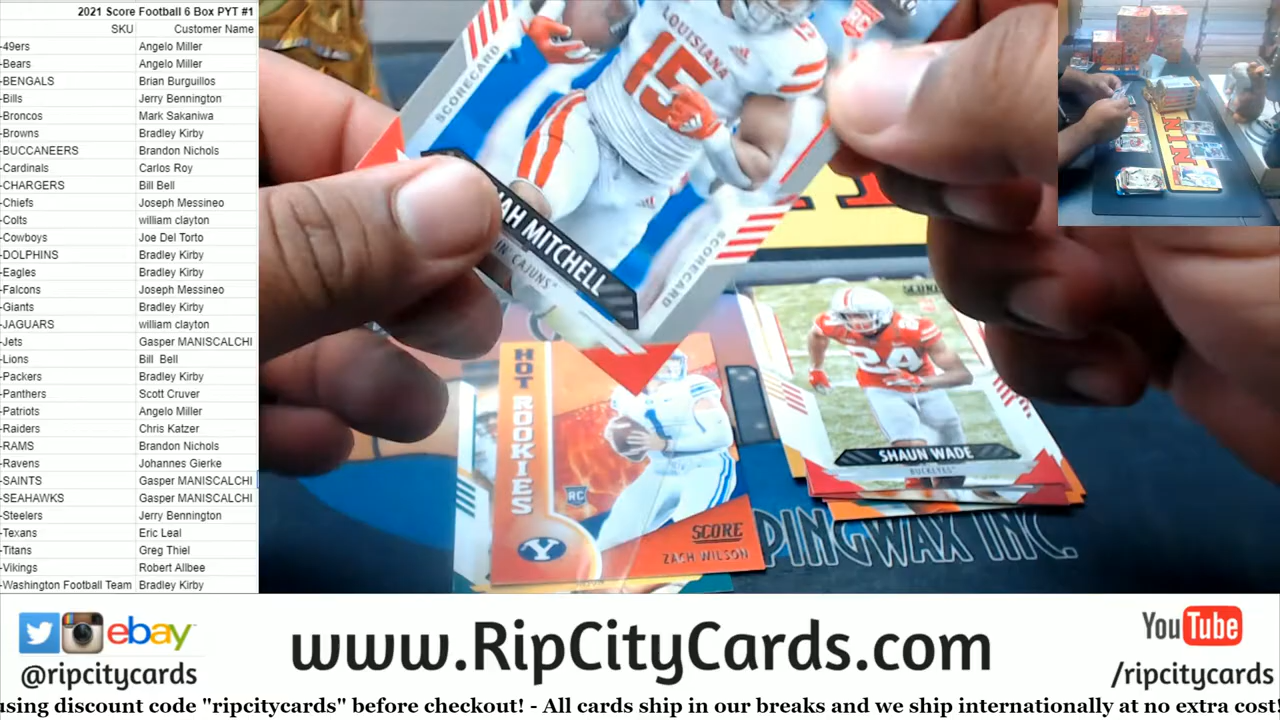 2021 Score Football 6 Box PYT #1
SKU Customer Name
-49ers Angelo Miller
-Bears Angelo Miller
-BENGALS Brian Burguillos
-Bills Jerry Bennington
-Broncos Mark Sakaniwa
-Browns Bradley Kirby
-BUCCANEERS Brandon Nichols
-Cardinals Carlos Roy
-CHARGERS Bill Bell
-Chiefs Joseph Messineo
-Colts william clayton
-Cowboys Joe Del Torto
-DOLPHINS Bradley Kirby
-Eagles Bradley Kirby
-Falcons Joseph Messineo
-Giants Bradley Kirby
-JAGUARS william clayton
-Jets Gasper MANISCALCHI
-Lions Bill Bell
-Packers Bradley Kirby
-Panthers Scott Cruver
-Patriots Angelo Miller
-Raiders Chris Katzer
-RAMS Brandon Nichols
-Ravens Johannes Gierke
-SAINTS Gasper MANISCALCHI
-SEAHAWKS Gasper MANISCALCHI
-Steelers Jerry Bennington
-Texans Eric Leal
-Titans Greg Thiel
-Vikings Robert Allbee
-Washington Football Team Bradley Kirby
SCORECARD
LOUISIANA
15
RC
AH MITCHELL
CAJUNS
SCORECARD
HOT ROOKIES
RC
Y
SCORE
ZACH WILSON
SCORE
24
SHAUN WADE
BUCKEYES
PINGWAX INC.
ebay
@ripcitycards
www.RipCityCards.com
YouTube
/ripcitycards
using discount code "ripcitycards" before checkout! - All cards ship in our breaks and we ship internationally at no extra cost!